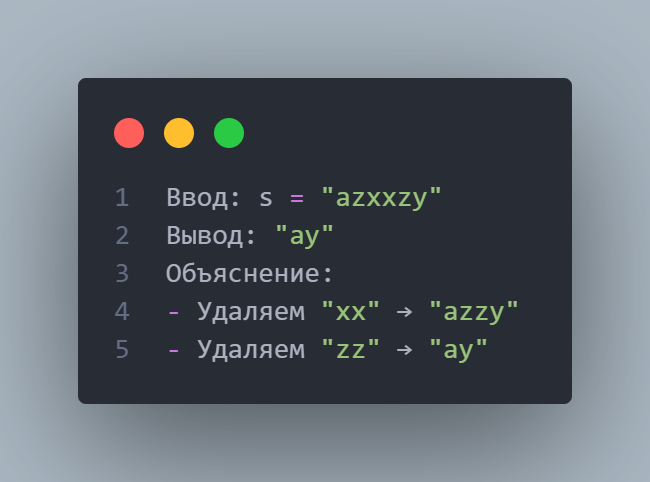 1 Ввод: s = "azxxzy"
2 Вывод: "ay"
3 Объяснение:
4 - Удаляем "xx" → "azzy"
5 - Удаляем "zz" → "ay"